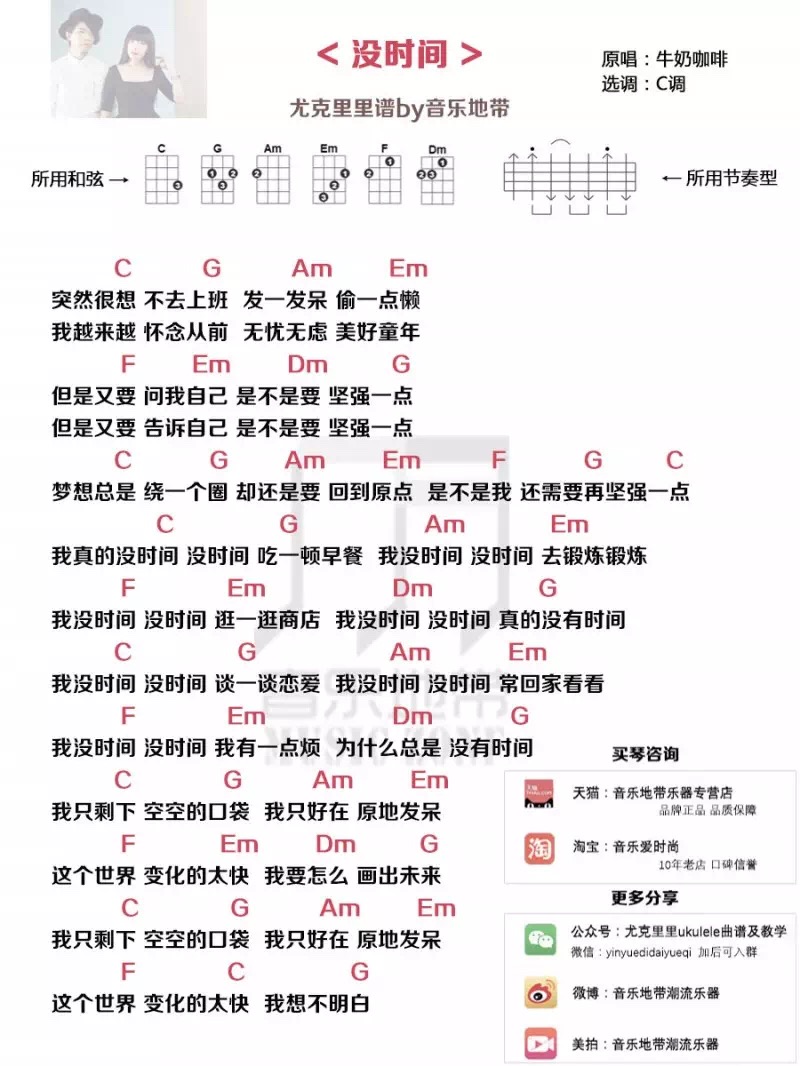 < 没时间 >
原唱：牛奶咖啡
选调：C调
尤克里里谱by音乐地带
所用和弦→
C G Am Em F Dm
3 1 2 3 2 1 2 3 1 2 1 2 3
←所用节奏型
C G Am Em
突然很想 不去上班 发一发呆 偷一点懒
我越来越 怀念从前 无忧无虑 美好童年
F Em Dm G
但是又要 问我自己 是不是要 坚强一点
但是又要 告诉自己 是不是要 坚强一点
C G Am Em F G C
梦想总是 绕一个圈 却还是要 回到原点 是不是我 还需要再坚强一点
C G Am Em
我真的没时间 没时间 吃一顿早餐 我没时间 没时间 去锻炼锻炼
F Em Dm G
我没时间 没时间 逛一逛商店 我没时间 没时间 真的没有时间
C G Am Em
我没时间 没时间 谈一谈恋爱 我没时间 没时间 常回家看看
F Em Dm G
我没时间 没时间 我有一点烦 为什么总是 没有时间
C G Am Em
我只剩下 空空的口袋 我只好在 原地发呆
F Em Dm G
这个世界 变化的太快 我要怎么 画出未来
C G Am Em
我只剩下 空空的口袋 我只好在 原地发呆
F C G
这个世界 变化的太快 我想不明白
音乐地带
MUSIC ZONE
买琴咨询
天猫：音乐地带乐器专营店
品牌正品 品质保障
淘
淘宝：音乐爱时尚
10年老店 口碑信誉
更多分享
公众号：尤克里里ukulele曲谱及教学
微信：yinyuedidaiyueqi 加后可入群
微博：音乐地带潮流乐器
美拍：音乐地带潮流乐器